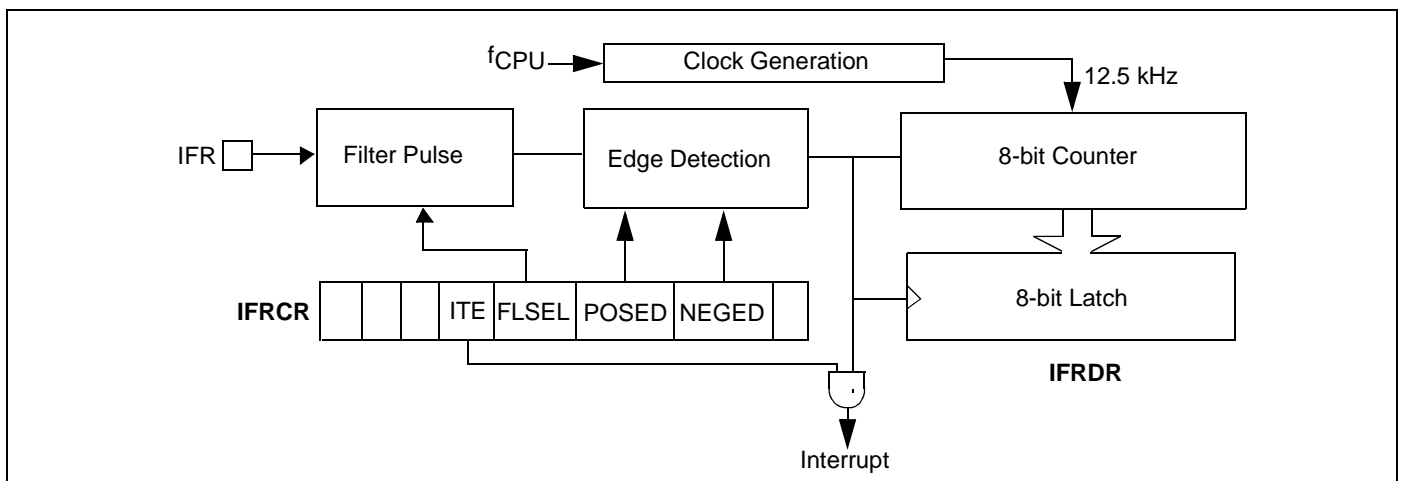 fCPU
Clock Generation
12.5 kHz
IFR
Filter Pulse
Edge Detection
8-bit Counter
IFRCR
ITE
FLSEL
POSED
NEGED
8-bit Latch
IFRDR
Interrupt